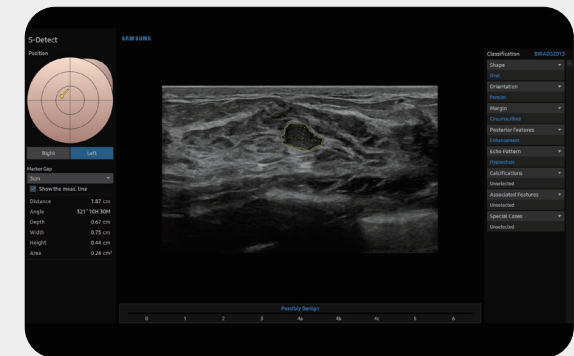 S-Detect
SAMSUNG
Position
Right Left
Marker Gap
3cm
Show the meas. line
Distance 1.87 cm
Angle 321° 10H 30M
Depth 0.67 cm
Width 0.75 cm
Height 0.44 cm
Area 0.24 cm²
Classification BIRADS2013
Shape
Oval
Orientation
Parallel
Margin
Circumscribed
Posterior Features
Enhancement
Echo Pattern
Hypoechoic
Calcifications
Unselected
Associated Features
Unselected
Special Cases
Unselected
Possibly Benign
0 1 2 3 4a 4b 4c 5 6